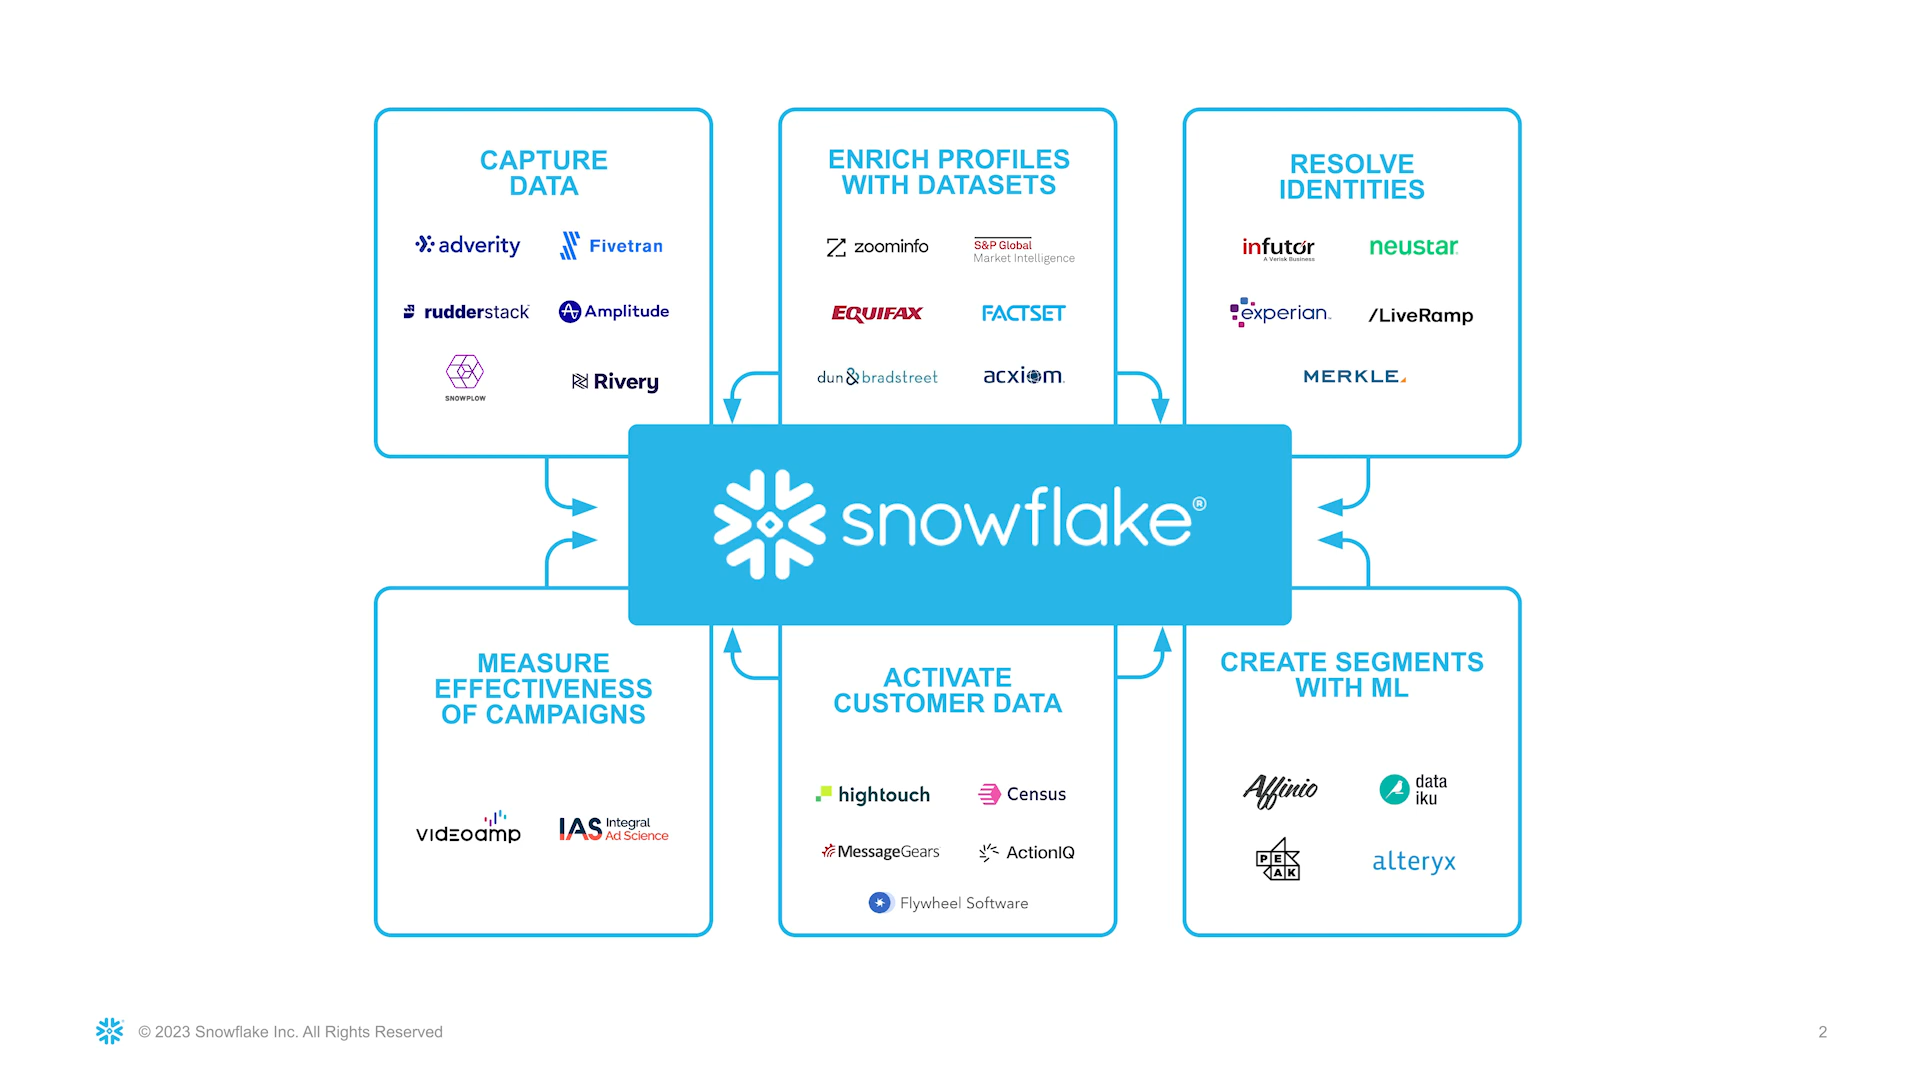 CAPTURE
DATA
adverity
Fivetran
rudderstack
Amplitude
SNOWPLOW
Rivery
ENRICH PROFILES
WITH DATASETS
zoominfo
S&P Global
Market Intelligence
EQUIFAX
FACTSET
dun&bradstreet
acxiom
RESOLVE
IDENTITIES
infutor
A Verisk Business
neustar
experian
/LiveRamp
MERKLE
snowflake®
MEASURE
EFFECTIVENESS
OF CAMPAIGNS
VIDEOAMP
IAS Integral
Ad Science
ACTIVATE
CUSTOMER DATA
hightouch
Census
MessageGears
ActionIQ
Flywheel Software
CREATE SEGMENTS
WITH ML
Affinio
data
iku
PE
AK
alteryx
© 2023 Snowflake Inc. All Rights Reserved
2